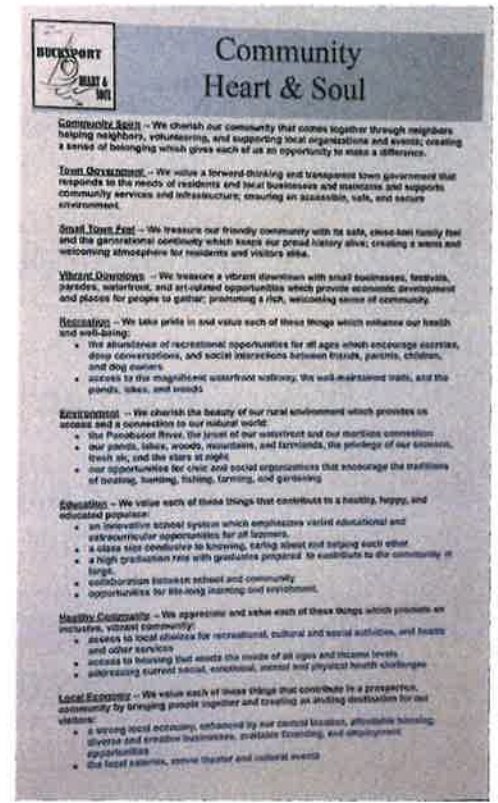 BUCKSPORT
HEART &
SOUL
Community
Heart & Soul
Community Spirit – We cherish our community that comes together through neighbors
helping neighbors, volunteering, and supporting local organizations and events; creating
a sense of belonging which gives each of us an opportunity to make a difference.
Town Government – We value a forward-thinking and transparent town government that
responds to the needs of residents and local businesses and maintains and supports
community services and infrastructure; ensuring an accessible, safe, and secure
environment.
Small Town Feel – We treasure our friendly community with its safe, close-knit family feel
and the generational continuity which keeps our proud history alive; creating a warm and
welcoming atmosphere for residents and visitors alike.
Vibrant Downtown – We treasure a vibrant downtown with small businesses, festivals,
parades, waterfront, and art-related opportunities which provide economic development
and places for people to gather; promoting a rich, welcoming sense of community.
Recreation – We take pride in and value each of these things which enhance our health
and well-being:
• the abundance of recreational opportunities for all ages which encourage exercise,
deep conversations, and social interactions between friends, parents, children,
and dog owners
• access to the magnificent waterfront walkway, the well-maintained trails, and the
ponds, lakes, and woods
Environment – We cherish the beauty of our rural environment which provides us
access and a connection to our natural world:
• the Penobscot River, the jewel of our waterfront and our maritime connection
• our ponds, lakes, woods, mountains, and farmlands, the privilege of our seasons,
fresh air, and the stars at night
• our opportunities for civic and social organizations that encourage the traditions
of boating, hunting, fishing, farming, and gardening
Education – We value each of these things that contribute to a healthy, happy, and
educated populace:
• an innovative school system which emphasizes varied educational and
extracurricular opportunities for all learners.
• a class size conducive to knowing, caring about and helping each other
• a high graduation rate with graduates prepared to contribute to the community at
large.
• collaboration between school and community
• opportunities for life-long learning and enrichment.
Healthy Community – We appreciate and value each of these things which promote an
inclusive, vibrant community:
• access to local choices for recreational, cultural and social activities, and health
and other services
• access to housing that meets the needs of all ages and income levels
• addressing current social, emotional, mental and physical health challenges
Local Economy – We value each of these things that contribute to a prosperous
community by bringing people together and creating an inviting destination for our
visitors:
• a strong local economy, enhanced by our central location, affordable housing,
diverse and creative businesses, available financing, and employment
opportunities
• the local eateries, movie theater and cultural events